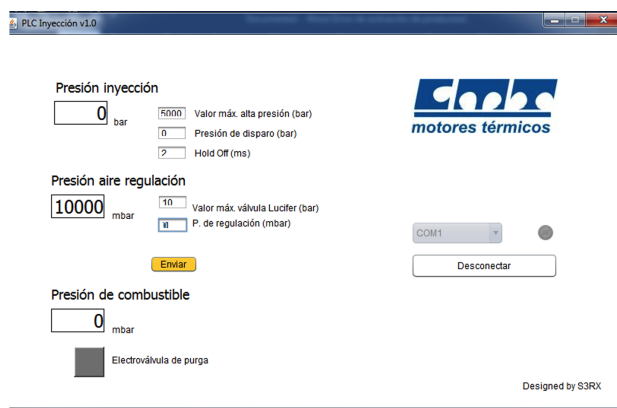 PLC Inyección v1.0
Presión inyección
0 bar
5000 Valor máx. alta presión (bar)
0 Presión de disparo (bar)
2 Hold Off (ms)
motores térmicos
Presión aire regulación
10000 mbar
10 Valor máx. válvula Lucifer (bar)
P. de regulación (mbar)
COM1
Enviar
Desconectar
Presión de combustible
0 mbar
Electroválvula de purga
Designed by S3RX